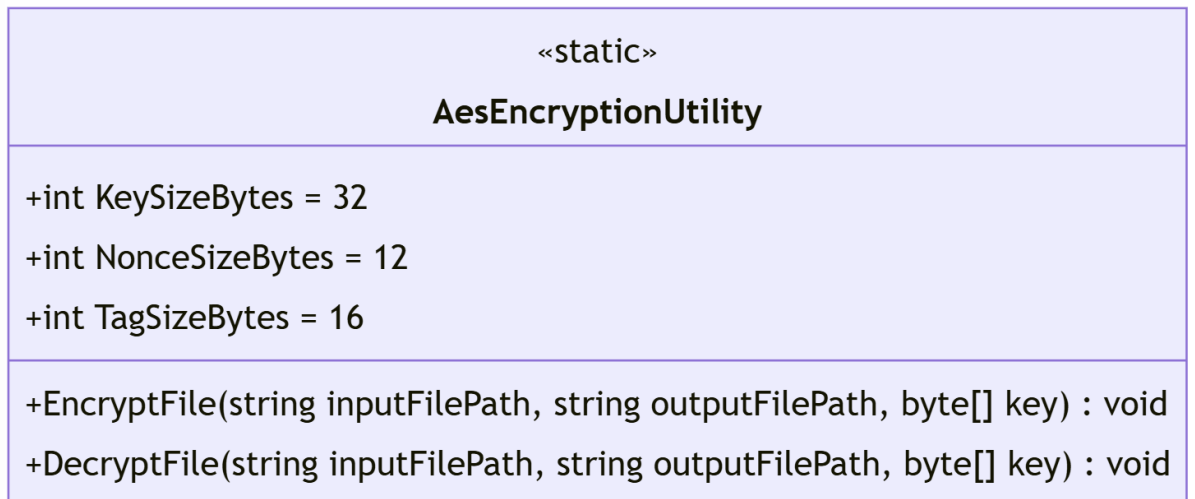 «static»
AesEncryptionUtility
+int KeySizeBytes = 32
+int NonceSizeBytes = 12
+int TagSizeBytes = 16
+EncryptFile(string inputFilePath, string outputFilePath, byte[] key) : void
+DecryptFile(string inputFilePath, string outputFilePath, byte[] key) : void